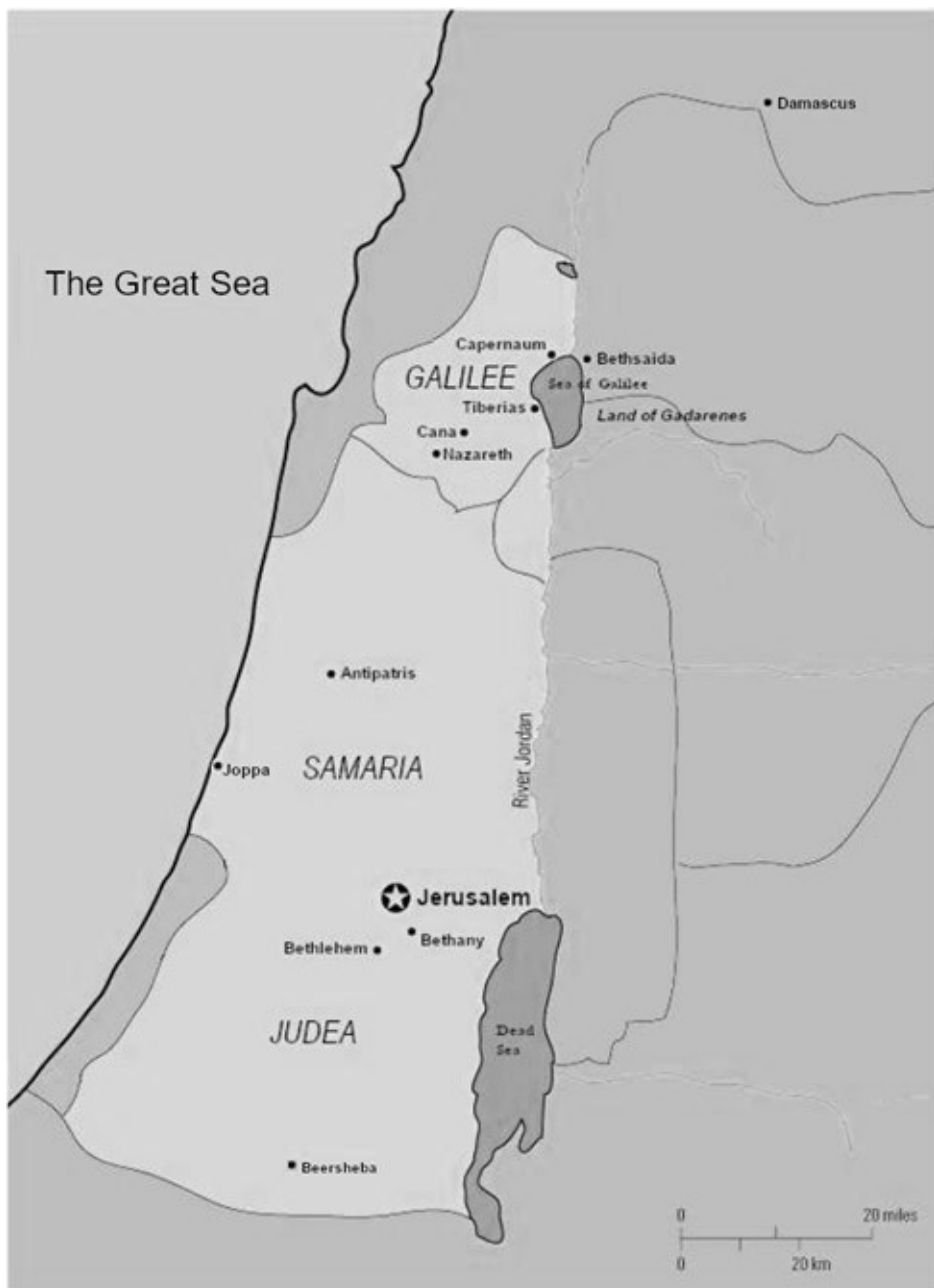 Damascus
The Great Sea
Capernaum
Bethsaida
GALILEE
Sea of Galilee
Tiberias
Land of Gadarenes
Cana
Nazareth
Antipatris
River Jordan
SAMARIA
Joppa
Jerusalem
Bethany
Bethlehem
JUDEA
Dead
Sea
Beersheba
0 20 miles
0 20 km